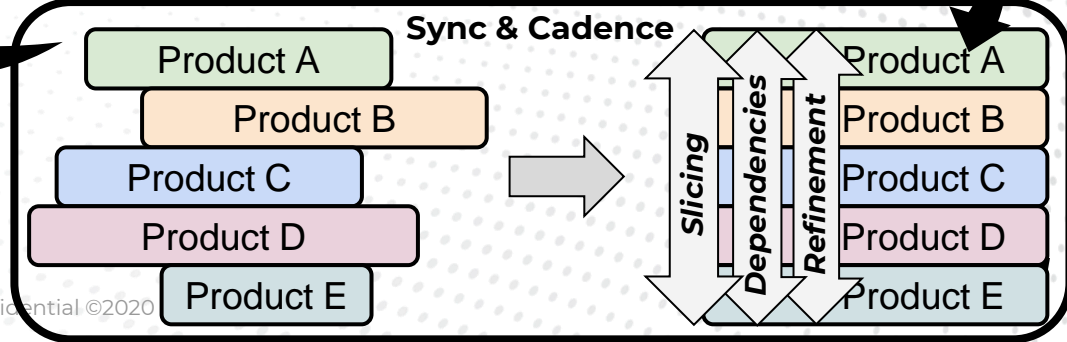 Sync & Cadence
Product A
Product B
Product C
Product D
Product E
Slicing
Dependencies
Refinement
Product A
Product B
Product C
Product D
Product E
©2020